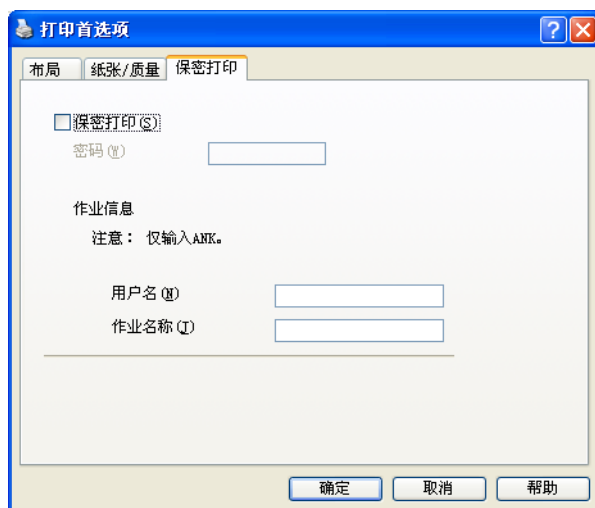 打印首选项
布局 纸张/质量 保密打印
保密打印(S)
密码(W)
作业信息
注意： 仅输入ANK。
用户名(N)
作业名称(J)
确定 取消 帮助